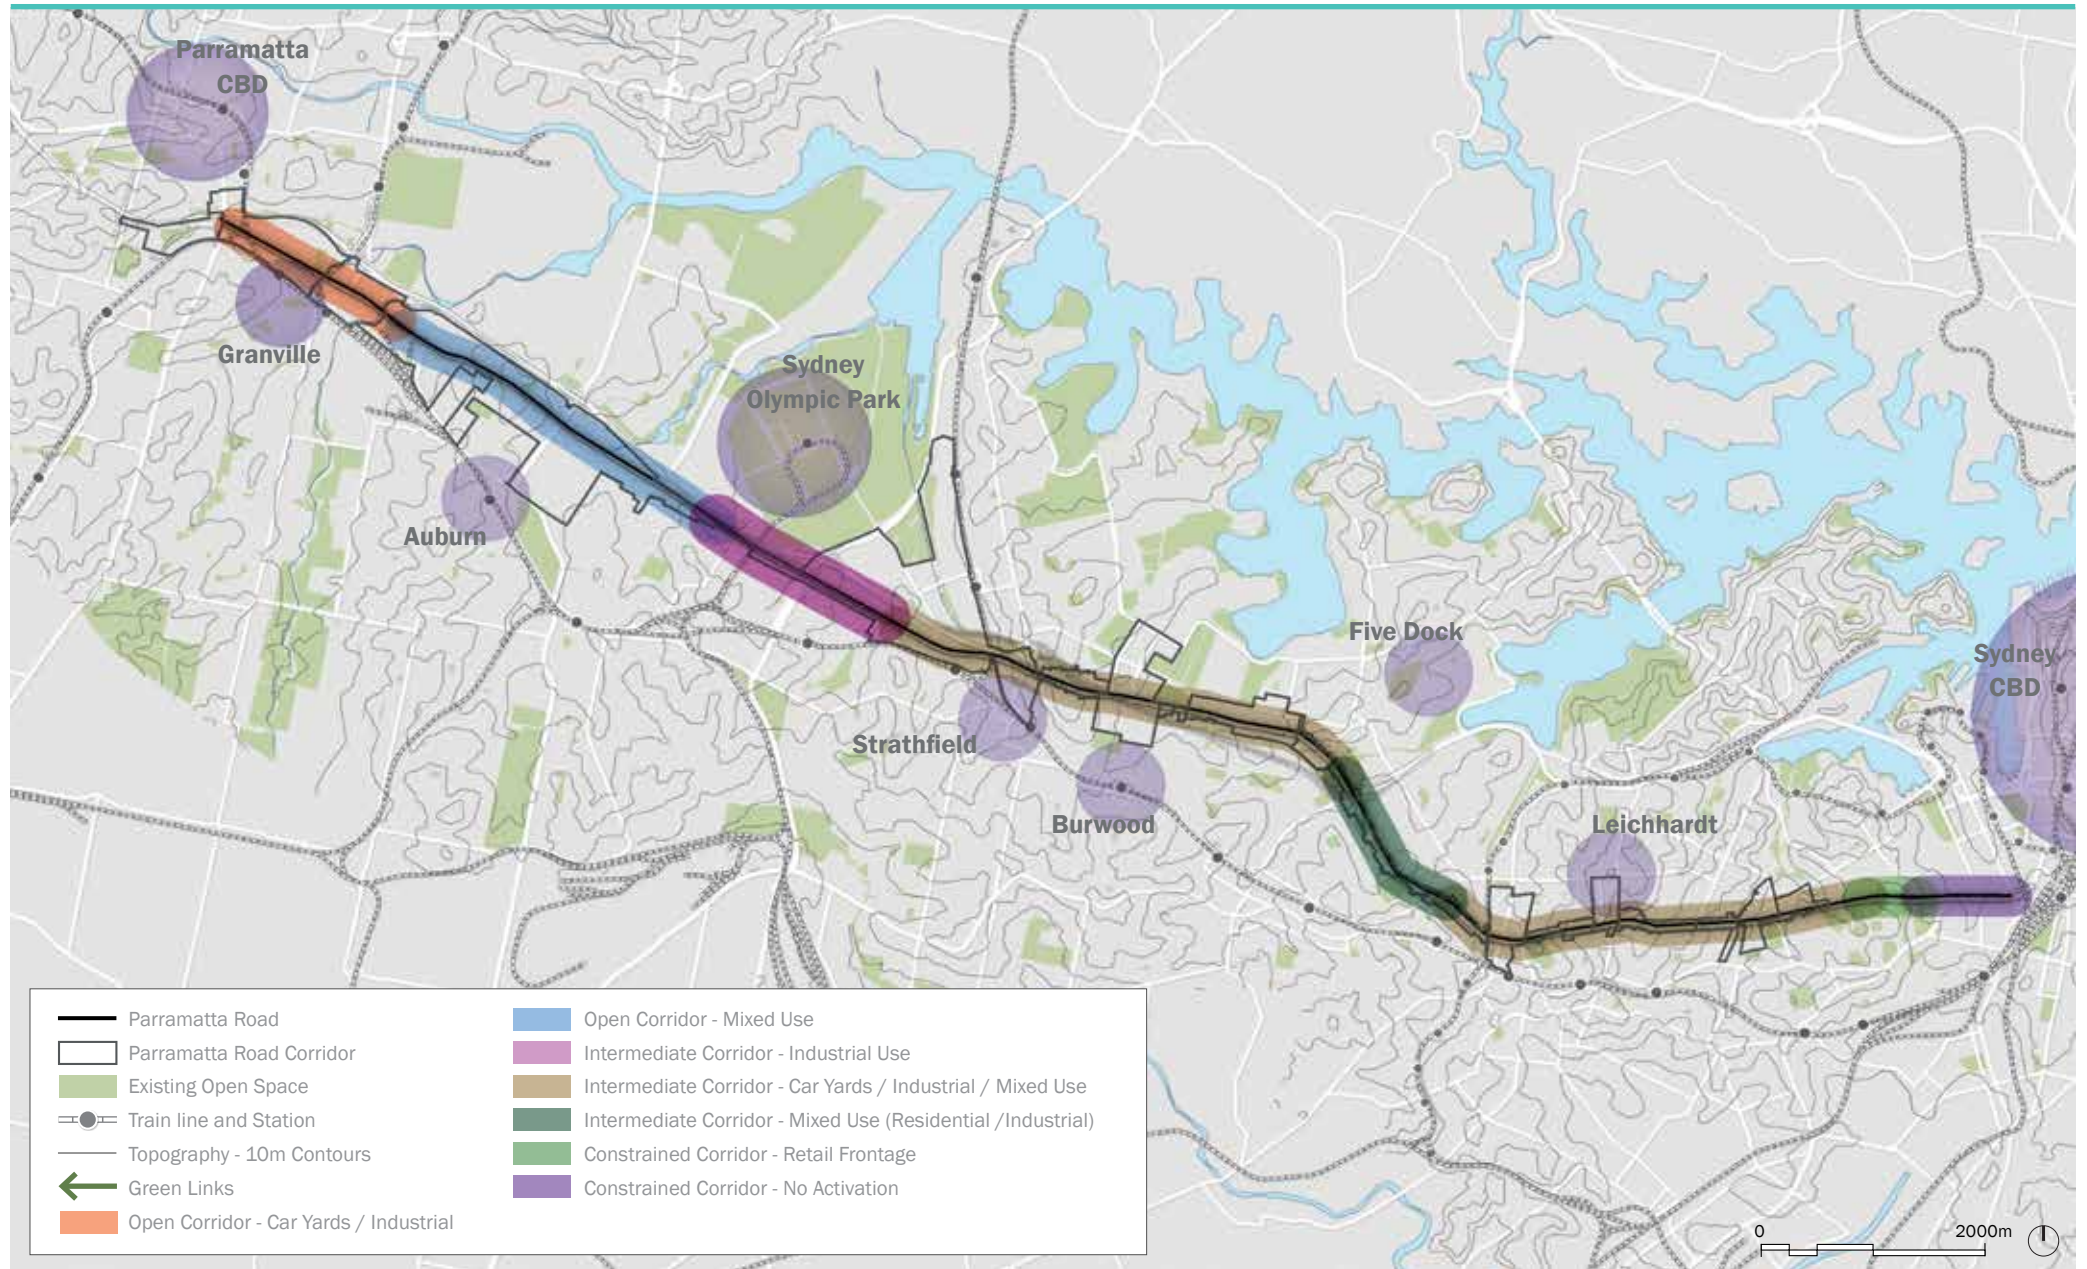 Parramatta
CBD
Granville
Auburn
Sydney
Olympic Park
Strathfield
Burwood
Five Dock
Leichhardt
Sydney
CBD
Parramatta Road
Parramatta Road Corridor
Existing Open Space
Train line and Station
Topography - 10m Contours
Green Links
Open Corridor - Car Yards / Industrial
Open Corridor - Mixed Use
Intermediate Corridor - Industrial Use
Intermediate Corridor - Car Yards / Industrial / Mixed Use
Intermediate Corridor - Mixed Use (Residential /Industrial)
Constrained Corridor - Retail Frontage
Constrained Corridor - No Activation
0 2000m